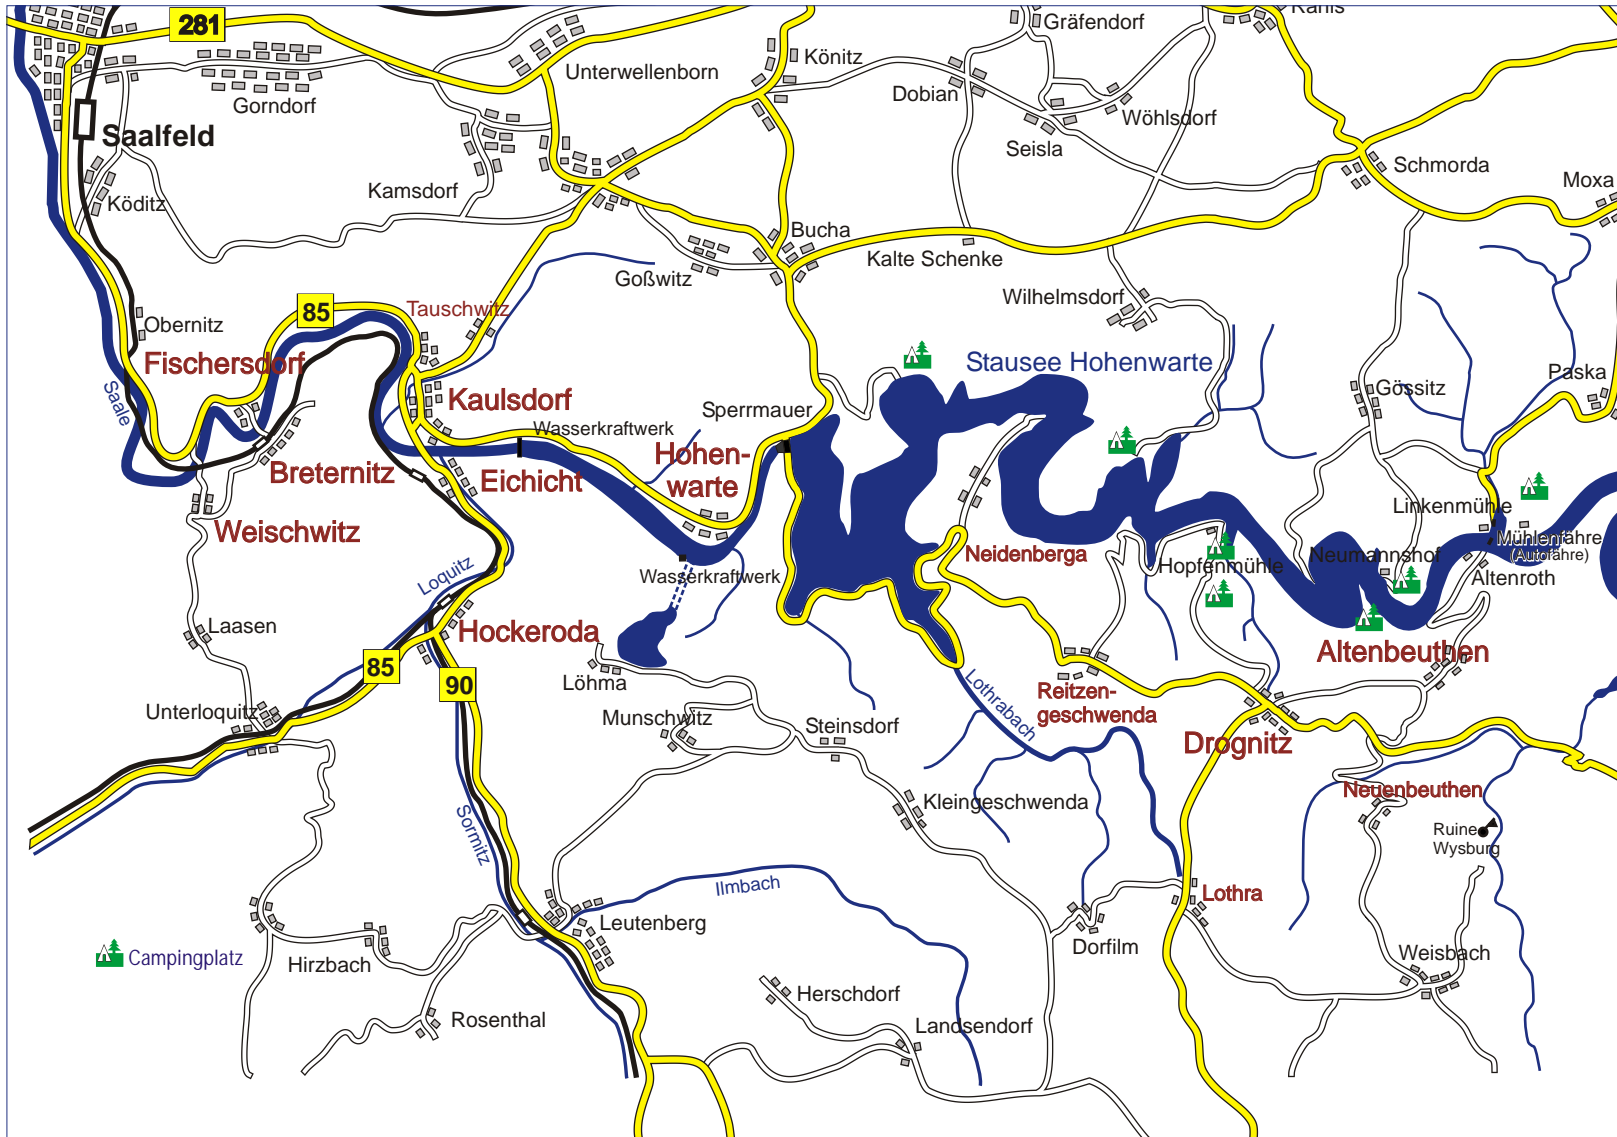 281
Gräfendorf
Ranis
Unterwellenborn
Könitz
Gorndorf
Dobian
Wöhlsdorf
Saalfeld
Seisla
Schmorda
Kamsdorf
Moxa
Köditz
Bucha
Kalte Schenke
Goßwitz
Wilhelmsdorf
85
Tauschwitz
Obernitz
Fischersdorf
Stausee Hohenwarte
Paska
Saale
Kaulsdorf
Gössitz
Sperrmauer
Wasserkraftwerk
Hohen-
warte
Breternitz
Eichicht
Linkenmühle
Weischwitz
Mühlenfähre
(Autofähre)
Neidenberga
Neumannshof
Hopfenmühle
Altenroth
Loquitz
Wasserkraftwerk
Laasen
Hockeroda
Altenbeuthen
85
90
Löhma
Lothrabach
Reitzen-
geschwenda
Unterloquitz
Munschwitz
Steinsdorf
Drognitz
Neuenbeuthen
Kleingeschwenda
Sormitz
Ruine
Wysburg
Ilmbach
Lothra
Leutenberg
Dorfilm
Weisbach
Campingplatz
Hirzbach
Herschdorf
Rosenthal
Landsendorf